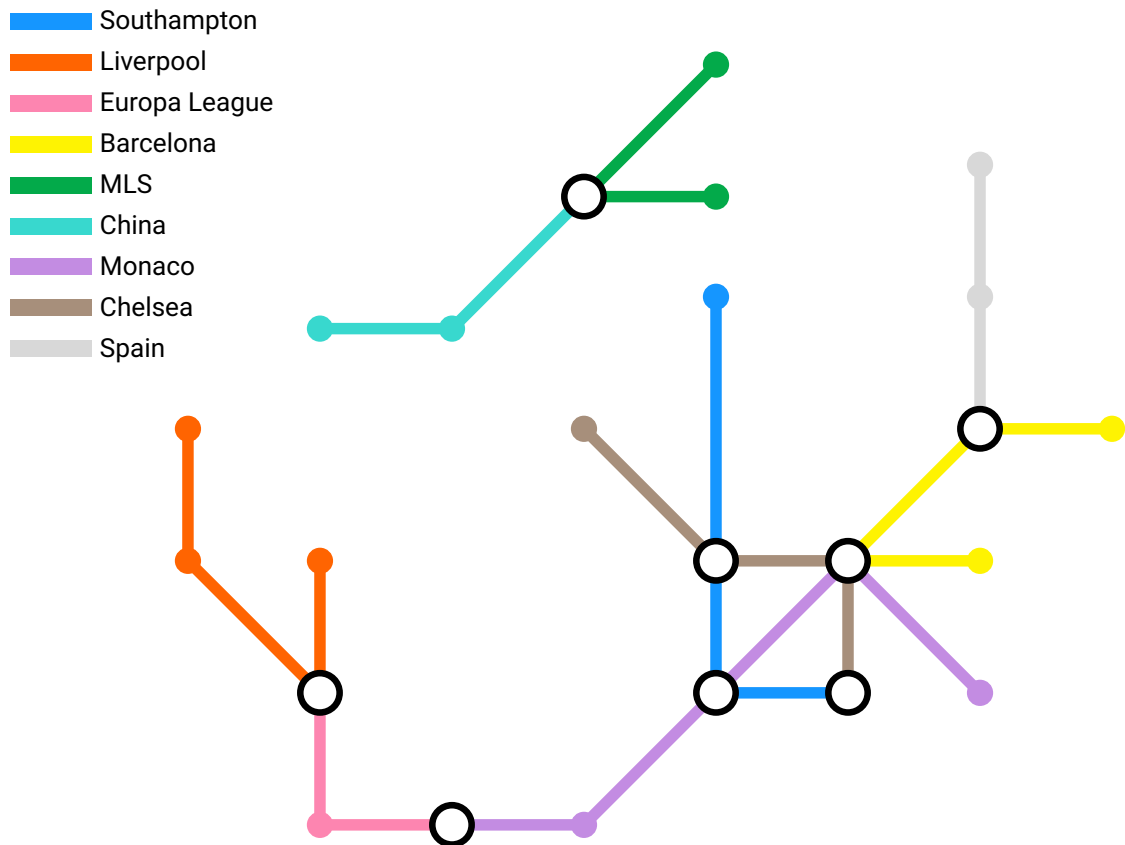 Southampton
Liverpool
Europa League
Barcelona
MLS
China
Monaco
Chelsea
Spain